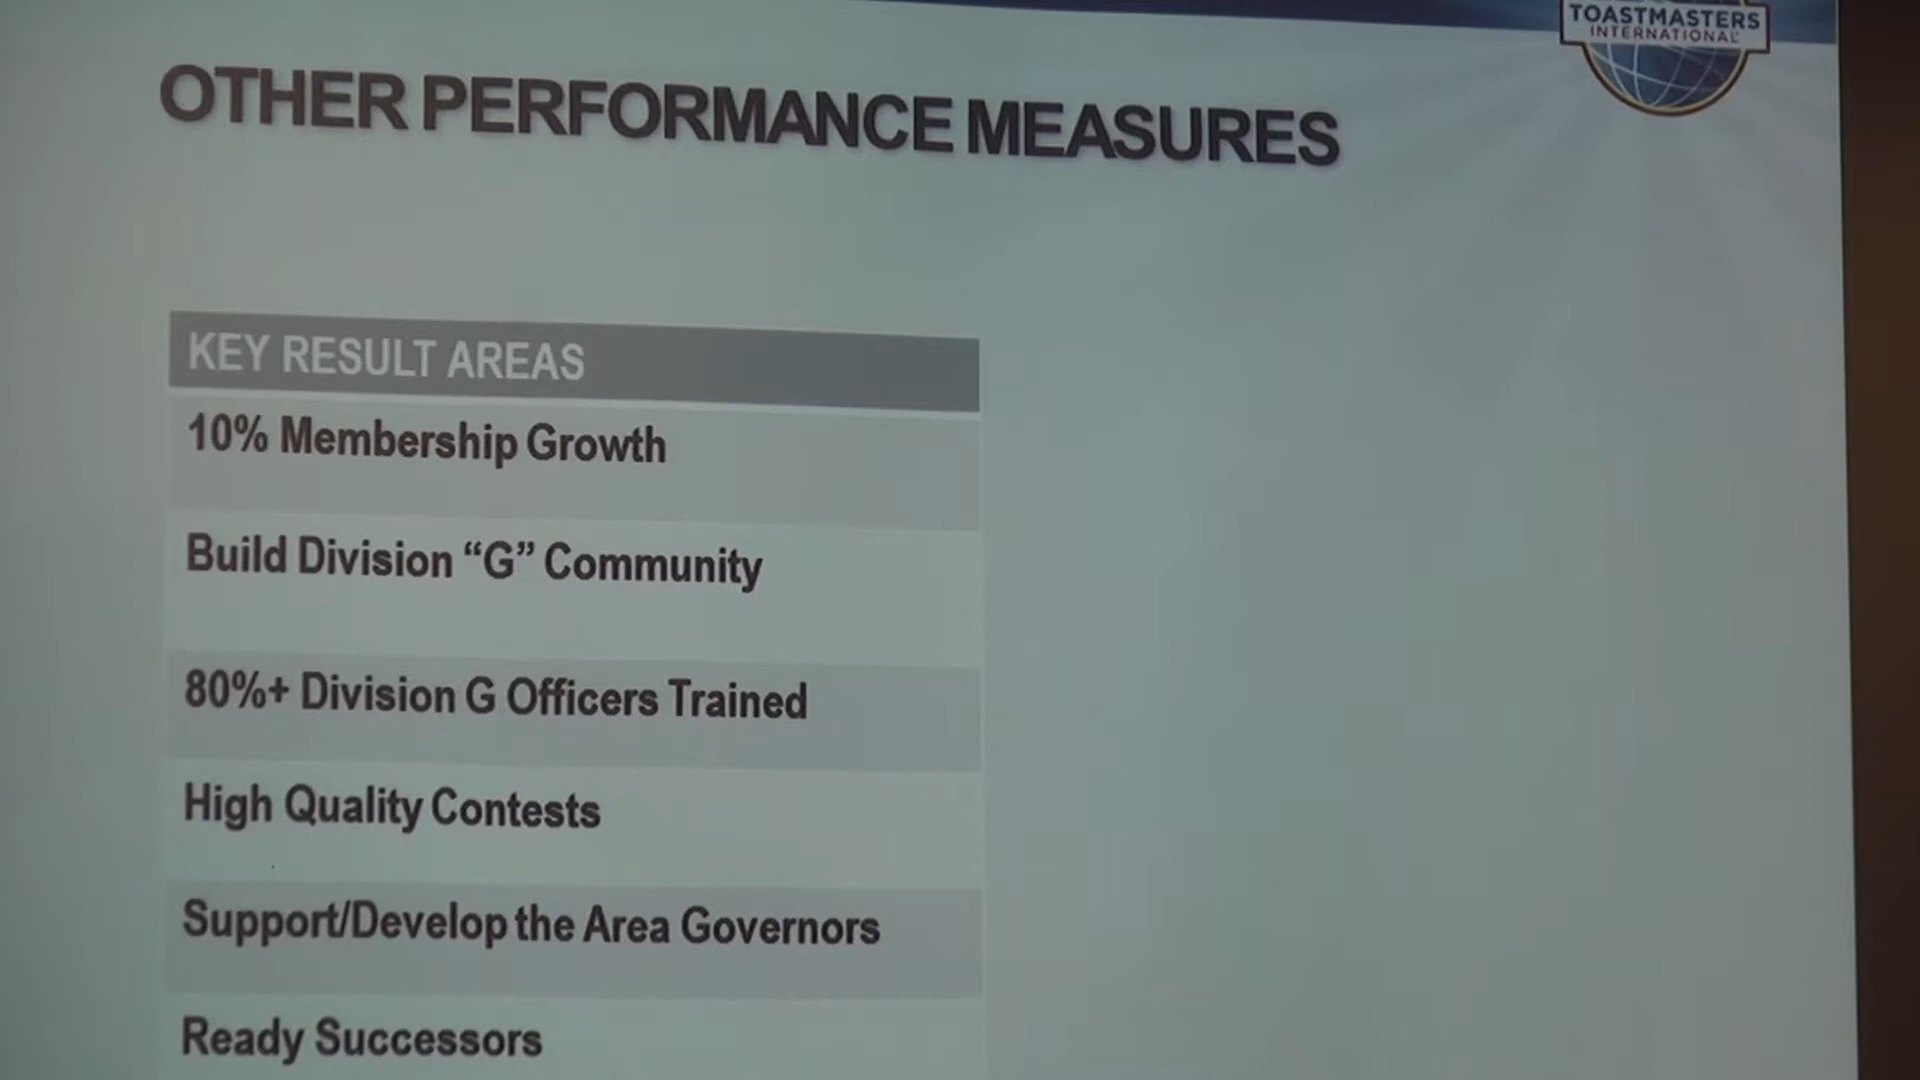 TOASTMASTERS
INTERNATIONAL
OTHER PERFORMANCE MEASURES
KEY RESULT AREAS
10% Membership Growth
Build Division “G” Community
80%+ Division G Officers Trained
High Quality Contests
Support/Develop the Area Governors
Ready Successors